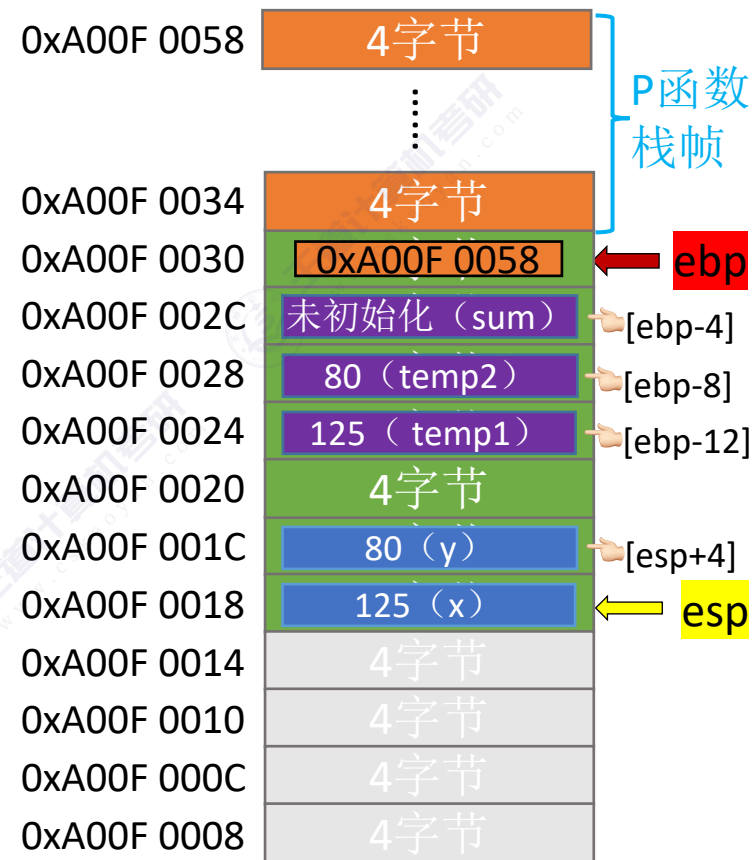 0xA00F 0058 4字节
P函数
栈帧
0xA00F 0034 4字节
0xA00F 0030 0xA00F 0058 ebp
0xA00F 002C 未初始化（sum） [ebp-4]
0xA00F 0028 80（temp2） [ebp-8]
0xA00F 0024 125（ temp1） [ebp-12]
0xA00F 0020 4字节
0xA00F 001C 80（y） [esp+4]
0xA00F 0018 125（x） esp
0xA00F 0014 4字节
0xA00F 0010 4字节
0xA00F 000C 4字节
0xA00F 0008 4字节